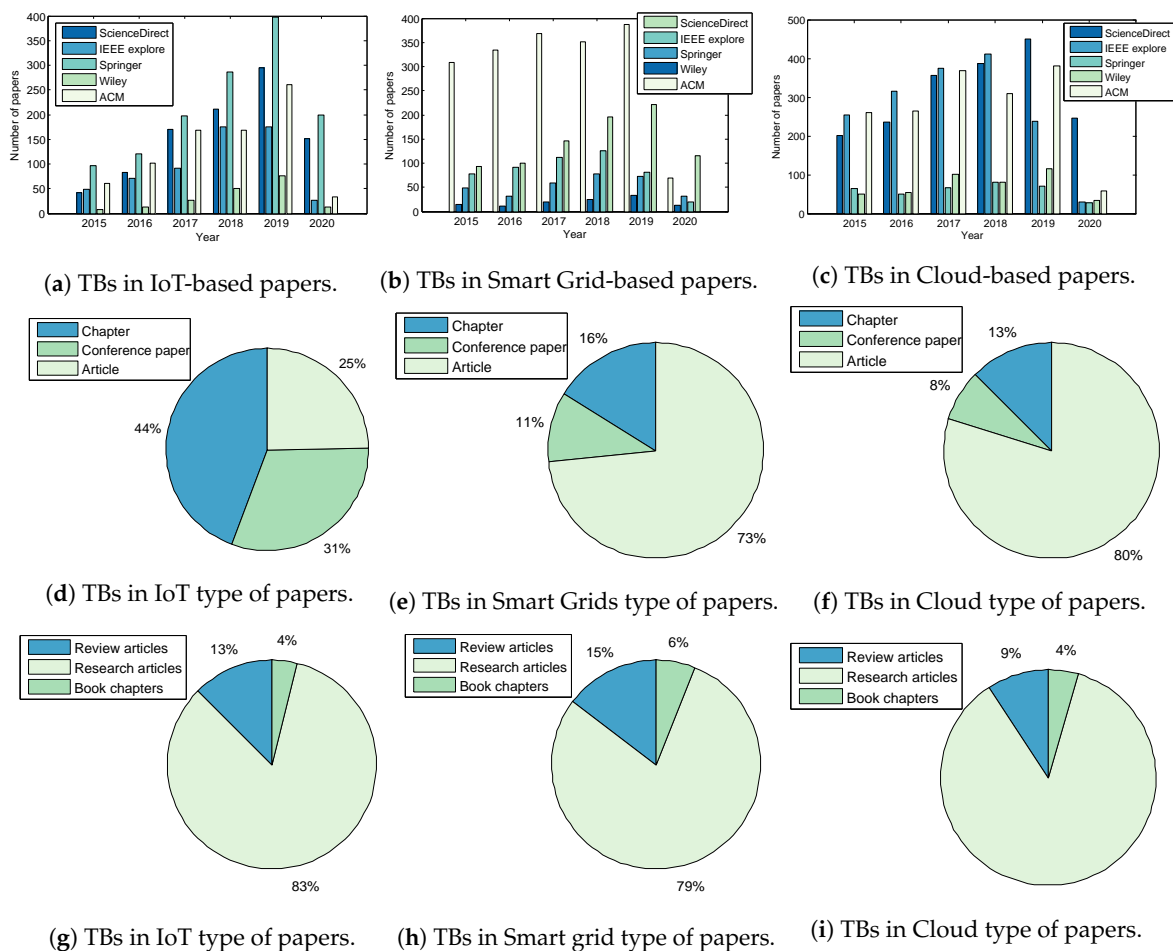 400
350
300
250
200
150
100
50
0
Number of papers
ScienceDirect
IEEE explore
Springer
Wiley
ACM
2015 2016 2017 2018 2019 2020
Year
(a) TBs in IoT-based papers.
400
350
300
250
200
150
100
50
0
Number of papers
ScienceDirect
IEEE explore
Springer
Wiley
ACM
2015 2016 2017 2018 2019 2020
Year
(b) TBs in Smart Grid-based papers.
500
400
300
200
100
0
Number of papers
ScienceDirect
IEEE explore
Springer
Wiley
ACM
2015 2016 2017 2018 2019 2020
Year
(c) TBs in Cloud-based papers.
Chapter
Conference paper
Article
25%
44%
31%
(d) TBs in IoT type of papers.
Chapter
Conference paper
Article
16%
11%
73%
(e) TBs in Smart Grids type of papers.
Chapter
Conference paper
Article
13%
8%
80%
(f) TBs in Cloud type of papers.
Review articles
Research articles
Book chapters
13%
4%
83%
(g) TBs in IoT type of papers.
Review articles
Research articles
Book chapters
15%
6%
79%
(h) TBs in Smart grid type of papers.
Review articles
Research articles
Book chapters
9%
4%
(i) TBs in Cloud type of papers.